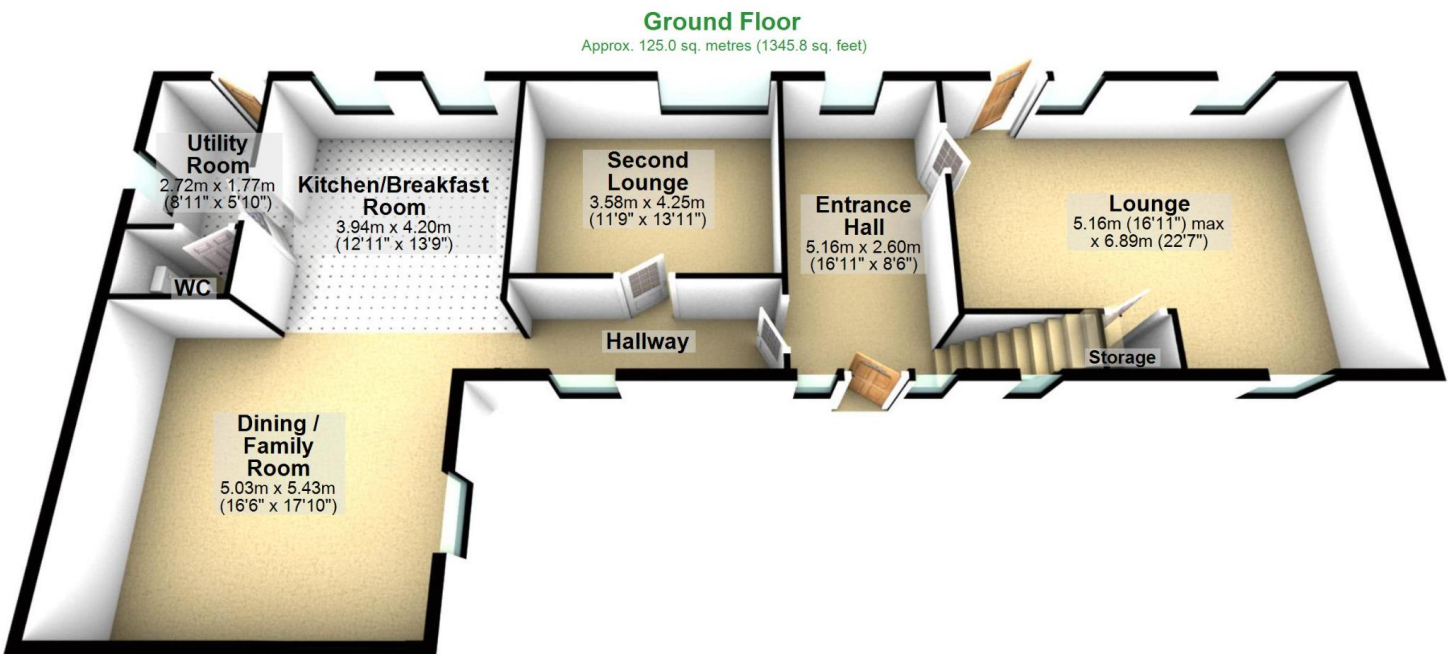 Ground Floor
Approx. 125.0 sq. metres (1345.8 sq. feet)
Utility
Room
2.72m x 1.77m
(8'11" x 5'10")
Kitchen/Breakfast
Room
3.94m x 4.20m
(12'11" x 13'9")
Second
Lounge
3.58m x 4.25m
(11'9" x 13'11")
Entrance
Hall
5.16m x 2.60m
(16'11" x 8'6")
Lounge
5.16m (16'11") max
x 6.89m (22'7")
WC
Hallway
Storage
Dining /
Family
Room
5.03m x 5.43m
(16'6" x 17'10")